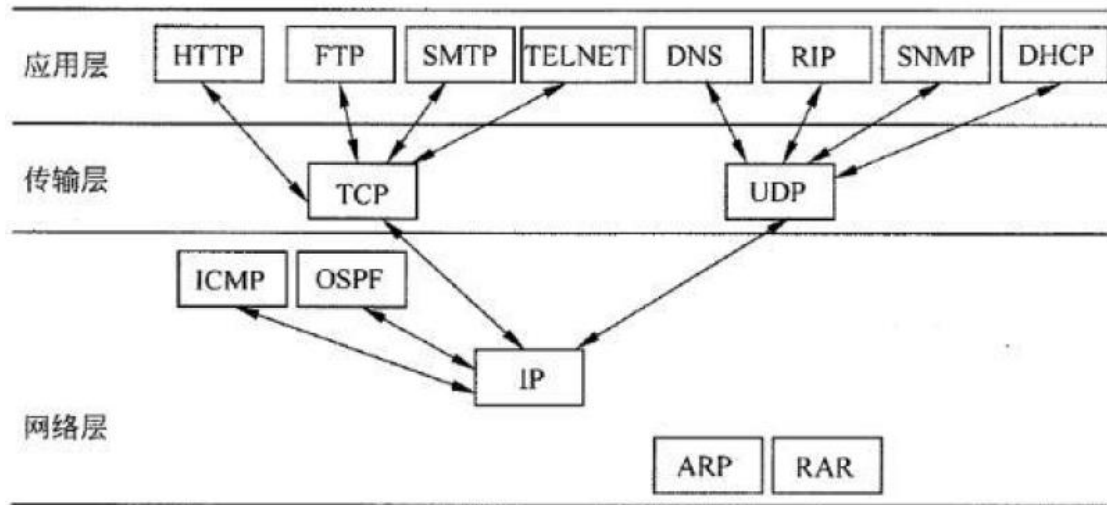 应用层 HTTP FTP SMTP TELNET DNS RIP SNMP DHCP
传输层 TCP UDP
ICMP OSPF
IP
网络层
ARP RAR